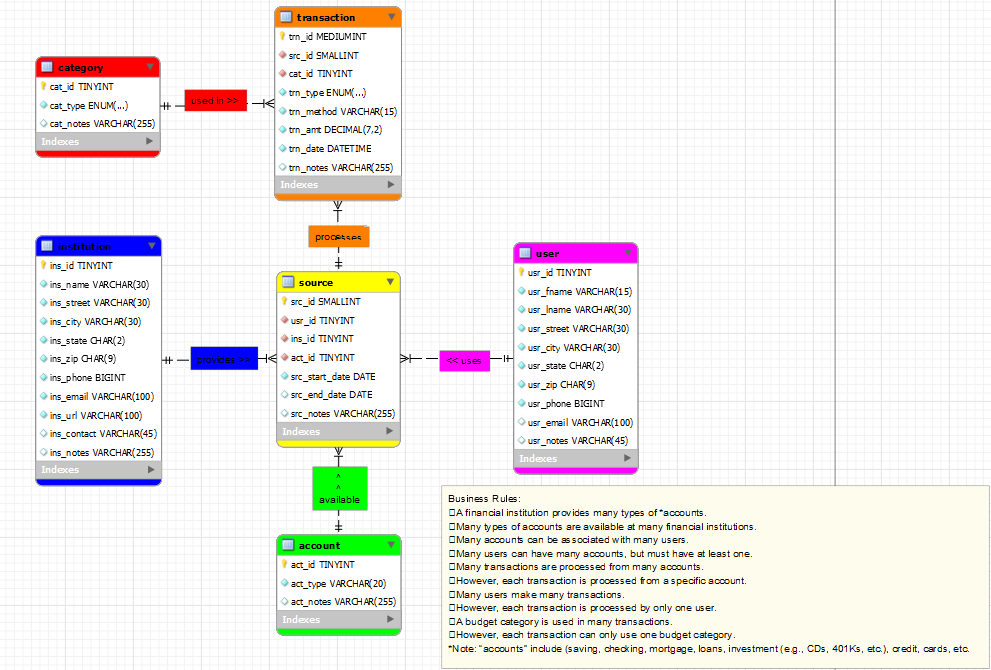 transaction
trn_id MEDIUMINT
src_id SMALLINT
cat_id TINYINT
trn_type ENUM(...)
trn_method VARCHAR(15)
trn_amt DECIMAL(7,2)
trn_date DATETIME
trn_notes VARCHAR(255)
Indexes
category
cat_id TINYINT
cat_type ENUM(...)
cat_notes VARCHAR(255)
Indexes
used in >>
processes
institution
ins_id TINYINT
ins_name VARCHAR(30)
ins_street VARCHAR(30)
ins_city VARCHAR(30)
ins_state CHAR(2)
ins_zip CHAR(9)
ins_phone BIGINT
ins_email VARCHAR(100)
ins_url VARCHAR(100)
ins_contact VARCHAR(45)
ins_notes VARCHAR(255)
Indexes
provides >>
source
src_id SMALLINT
usr_id TINYINT
ins_id TINYINT
act_id TINYINT
src_start_date DATE
src_end_date DATE
src_notes VARCHAR(255)
Indexes
<< uses
user
usr_id TINYINT
usr_fname VARCHAR(15)
usr_lname VARCHAR(30)
usr_street VARCHAR(30)
usr_city VARCHAR(30)
usr_state CHAR(2)
usr_zip CHAR(9)
usr_phone BIGINT
usr_email VARCHAR(100)
usr_notes VARCHAR(45)
Indexes
^
^
available
account
act_id TINYINT
act_type VARCHAR(20)
act_notes VARCHAR(255)
Indexes
Business Rules:
A financial institution provides many types of *accounts.
Many types of accounts are available at many financial institutions.
Many accounts can be associated with many users.
Many users can have many accounts, but must have at least one.
Many transactions are processed from many accounts.
However, each transaction is processed from a specific account.
Many users make many transactions.
However, each transaction is processed by only one user.
A budget category is used in many transactions.
However, each transaction can only use one budget category.
*Note: "accounts" include (saving, checking, mortgage, loans, investment (e.g., CDs, 401Ks, etc.), credit, cards, etc.